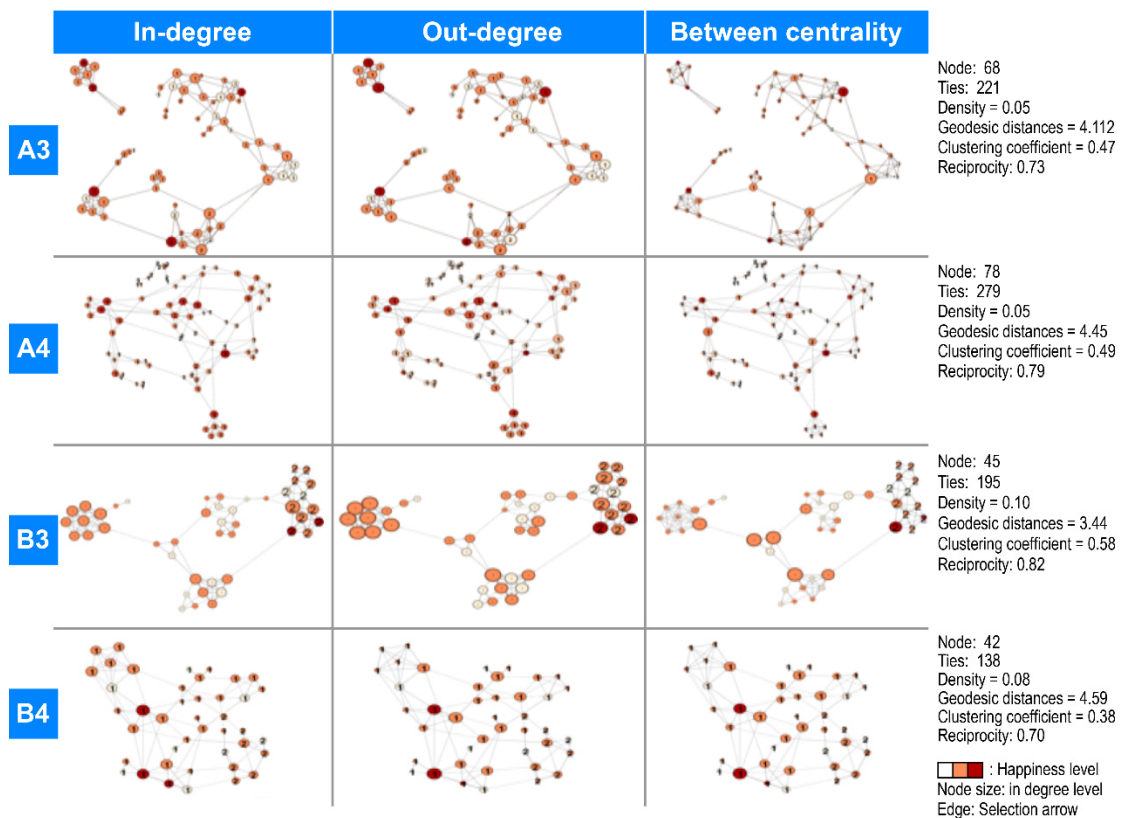 In-degree
Out-degree
Between centrality
A3
Node: 68
Ties: 221
Density = 0.05
Geodesic distances = 4.112
Clustering coefficient = 0.47
Reciprocity: 0.73
A4
Node: 78
Ties: 279
Density = 0.05
Geodesic distances = 4.45
Clustering coefficient = 0.49
Reciprocity: 0.79
B3
Node: 45
Ties: 195
Density = 0.10
Geodesic distances = 3.44
Clustering coefficient = 0.58
Reciprocity: 0.82
B4
Node: 42
Ties: 138
Density = 0.08
Geodesic distances = 4.59
Clustering coefficient = 0.38
Reciprocity: 0.70
: Happiness level
Node size: in degree level
Edge: Selection arrow